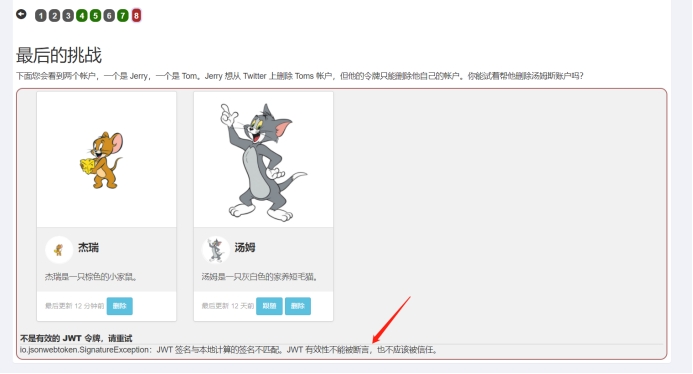 1 2 3 4 5 6 7 8
最后的挑战
下面您会看到两个帐户，一个是 Jerry，一个是 Tom。Jerry 想从 Twitter 上删除 Toms 帐户，但他的令牌只能删除他自己的帐户。你能试着帮他删除汤姆斯账户吗？
杰瑞
汤姆
杰瑞是一只棕色的小家鼠。
汤姆是一只灰白色的家养短毛猫。
最后更新 12 分钟前 删除
最后更新 12 天前 跟随 删除
不是有效的 JWT 令牌，请重试
io.jsonwebtoken.SignatureException：JWT 签名与本地计算的签名不匹配。JWT 有效性不能被断言，也不应该被信任。